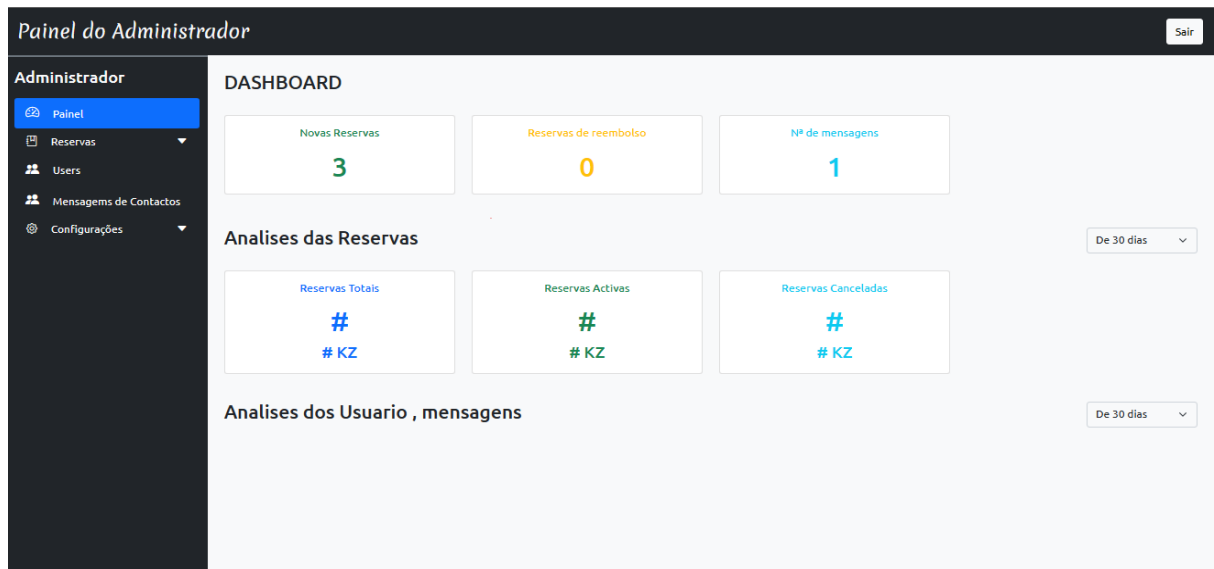 Painel do Administrador
Sair
Administrador
Painel
Reservas
Users
Mensagems de Contactos
Configurações
DASHBOARD
Novas Reservas
3
Reservas de reembolso
0
Nª de mensagens
1
Analises das Reservas
De 30 dias
Reservas Totais
#
# KZ
Reservas Activas
#
# KZ
Reservas Canceladas
#
# KZ
Analises dos Usuario , mensagens
De 30 dias